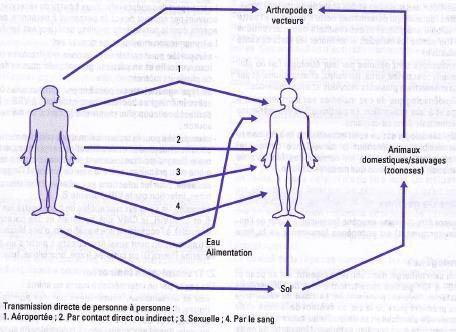 Arthropodes
vecteurs
1
2
3
4
Animaux
domestiques/sauvages
(zoonoses)
Eau
Alimentation
Sol
Transmission directe de personne à personne :
1. Aéroportée ; 2. Par contact direct ou indirect ; 3. Sexuelle ; 4. Par le sang